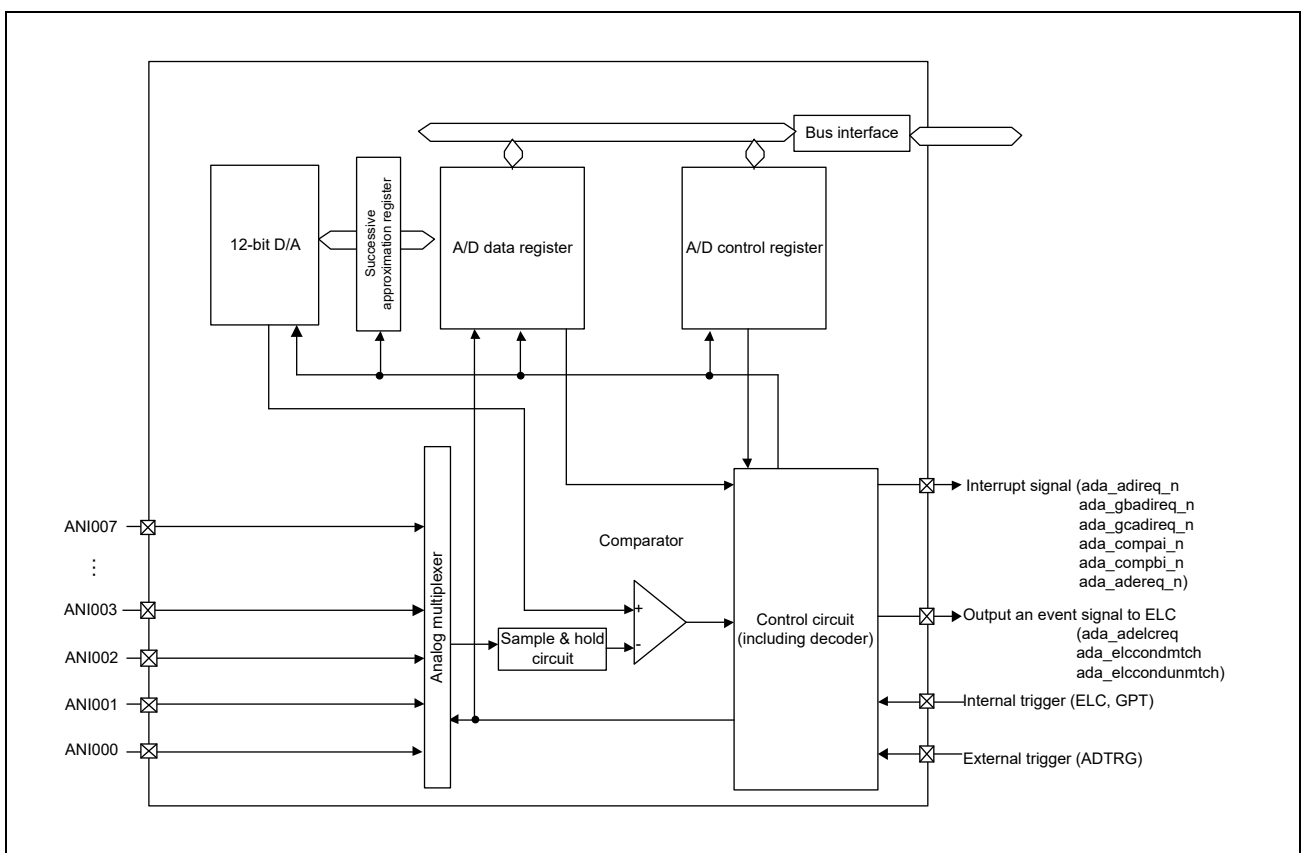 Bus interface
12-bit D/A
Successive
approximation register
A/D data register
A/D control register
ANI007
⋮
ANI003
ANI002
ANI001
ANI000
Analog multiplexer
Sample & hold
circuit
Comparator
+
-
Control circuit
(including decoder)
Interrupt signal (ada_adireq_n
ada_gbadireq_n
ada_gcadireq_n
ada_compai_n
ada_compbi_n
ada_adereq_n)
Output an event signal to ELC
(ada_adelcreq
ada_elccondmtch
ada_elccondunmtch)
Internal trigger (ELC, GPT)
External trigger (ADTRG)